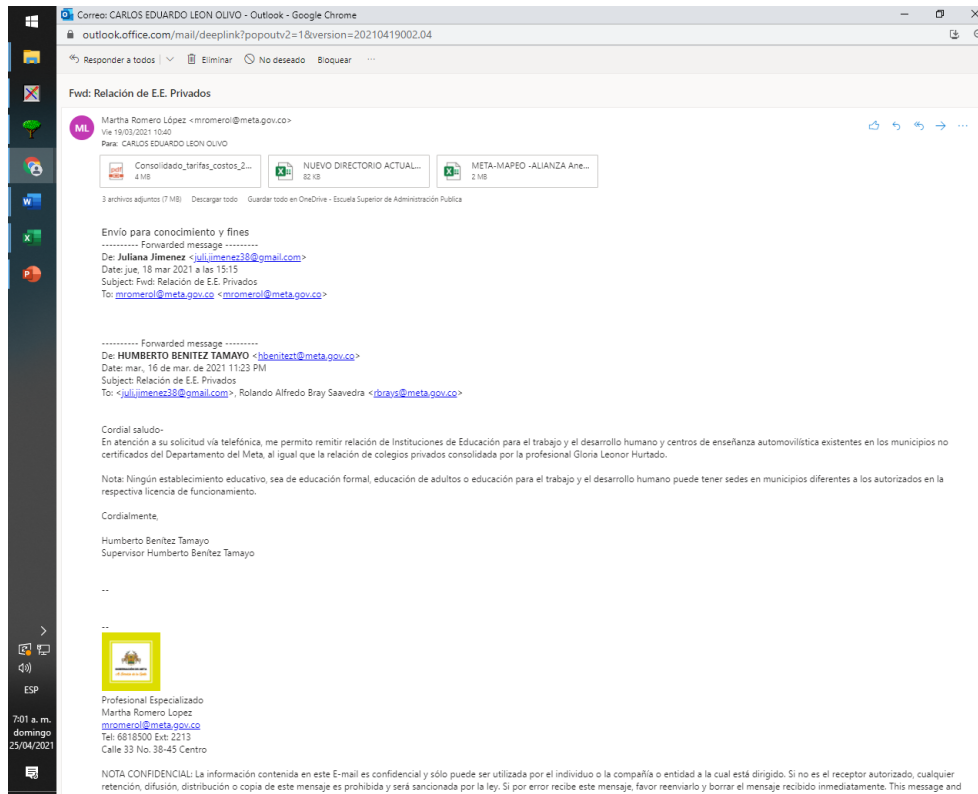 Correo: CARLOS EDUARDO LEON OLIVO - Outlook - Google Chrome
outlook.office.com/mail/deeplink?popoutv2=1&version=20210419002.04
Responder a todos Eliminar No deseado Bloquear ...
Fwd: Relación de E.E. Privados
ML
Martha Romero López <mromerol@meta.gov.co>
Vie 19/03/2021 10:40
Para: CARLOS EDUARDO LEON OLIVO
Consolidado_tarifas_costos_2...
4 MB
NUEVO DIRECTORIO ACTUAL...
82 KB
META-MAPEO -ALIANZA Ane...
2 MB
3 archivos adjuntos (7 MB) Descargar todo Guardar todo en OneDrive - Escuela Superior de Administración Publica
Envío para conocimiento y fines
---------- Forwarded message ---------
De: Juliana Jimenez <juli.jimenez38@gmail.com>
Date: jue, 18 mar 2021 a las 15:15
Subject: Fwd: Relación de E.E. Privados
To: mromerol@meta.gov.co <mromerol@meta.gov.co>
---------- Forwarded message ---------
De: HUMBERTO BENITEZ TAMAYO <hbenitezt@meta.gov.co>
Date: mar., 16 de mar. de 2021 11:23 PM
Subject: Relación de E.E. Privados
To: <juli.jimenez38@gmail.com>, Rolando Alfredo Bray Saavedra <rbrays@meta.gov.co>
Cordial saludo-
En atención a su solicitud vía telefónica, me permito remitir relación de Instituciones de Educación para el trabajo y el desarrollo humano y centros de enseñanza automovilística existentes en los municipios no
certificados del Departamento del Meta, al igual que la relación de colegios privados consolidada por la profesional Gloria Leonor Hurtado.
Nota: Ningún establecimiento educativo, sea de educación formal, educación de adultos o educación para el trabajo y el desarrollo humano puede tener sedes en municipios diferentes a los autorizados en la
respectiva licencia de funcionamiento.
Cordialmente,
Humberto Benítez Tamayo
Supervisor Humberto Benítez Tamayo
--
--
Profesional Especializado
Martha Romero Lopez
mromerol@meta.gov.co
Tel: 6818500 Ext: 2213
Calle 33 No. 38-45 Centro
NOTA CONFIDENCIAL: La información contenida en este E-mail es confidencial y sólo puede ser utilizada por el individuo o la compañía o entidad a la cual está dirigido. Si no es el receptor autorizado, cualquier
retención, difusión, distribución o copia de este mensaje es prohibida y será sancionada por la ley. Si por error recibe este mensaje, favor reenviarlo y borrar el mensaje recibido inmediatamente. This message and
ESP
7:01 a. m.
domingo
25/04/2021